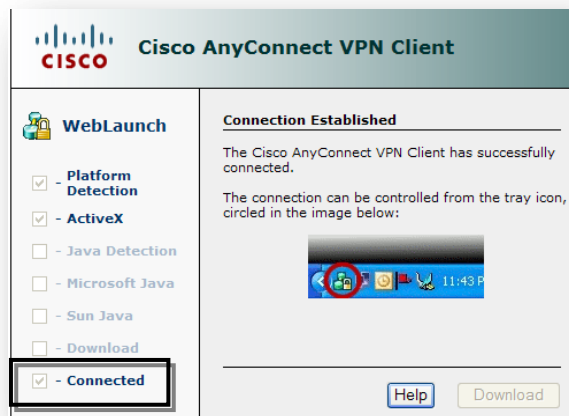 CISCO
Cisco AnyConnect VPN Client
WebLaunch
- Platform
Detection
- ActiveX
- Java Detection
- Microsoft Java
- Sun Java
- Download
- Connected
Connection Established
The Cisco AnyConnect VPN Client has successfully
connected.
The connection can be controlled from the tray icon,
circled in the image below:
11:43 P
Help
Download